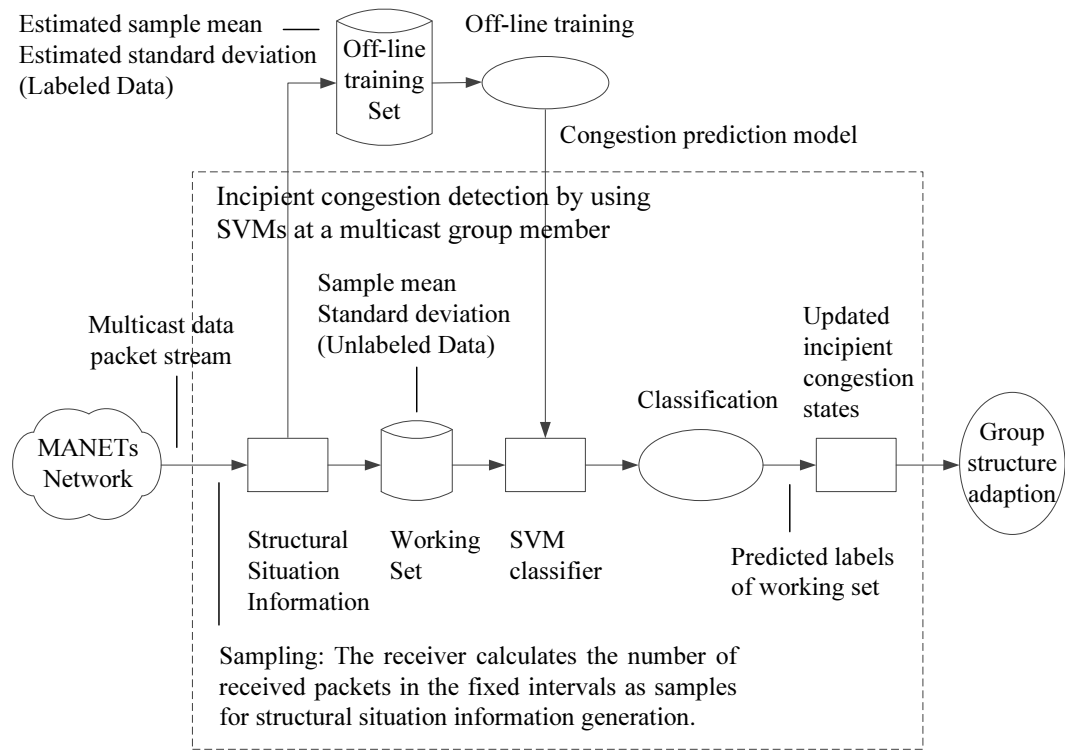 Estimated sample mean
Estimated standard deviation
(Labeled Data)
Off-line
training
Set
Off-line training
Congestion prediction model
Incipient congestion detection by using
SVMs at a multicast group member
Sample mean
Standard deviation
(Unlabeled Data)
Multicast data
packet stream
Updated
incipient
congestion
states
Classification
MANETs
Network
Group
structure
adaption
Structural
Situation
Information
Working
Set
SVM
classifier
Predicted labels
of working set
Sampling: The receiver calculates the number of
received packets in the fixed intervals as samples
for structural situation information generation.